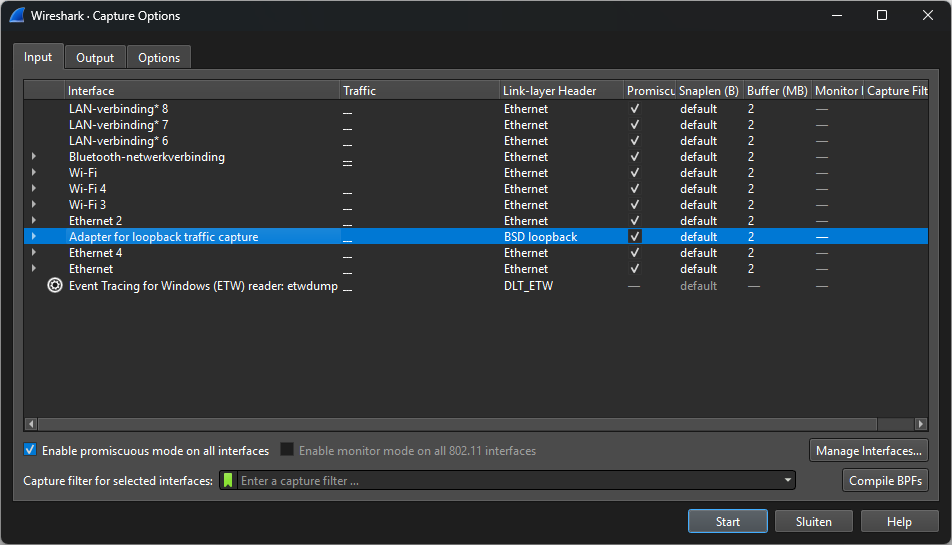 Wireshark · Capture Options
Input Output Options
Interface Traffic Link-layer Header Promiscu Snaplen (B) Buffer (MB) Monitor I Capture Filt
LAN-verbinding* 8 Ethernet ✓ default 2 —
LAN-verbinding* 7 Ethernet ✓ default 2 —
LAN-verbinding* 6 Ethernet ✓ default 2 —
Bluetooth-netwerkverbinding Ethernet ✓ default 2 —
Wi-Fi Ethernet ✓ default 2 —
Wi-Fi 4 Ethernet ✓ default 2 —
Wi-Fi 3 Ethernet ✓ default 2 —
Ethernet 2 Ethernet ✓ default 2 —
Adapter for loopback traffic capture BSD loopback ✓ default 2 —
Ethernet 4 Ethernet ✓ default 2 —
Ethernet Ethernet ✓ default 2 —
Event Tracing for Windows (ETW) reader: etwdump DLT_ETW — default — —
Enable promiscuous mode on all interfaces Enable monitor mode on all 802.11 interfaces Manage Interfaces...
Capture filter for selected interfaces: Enter a capture filter ... Compile BPFs
Start Sluiten Help